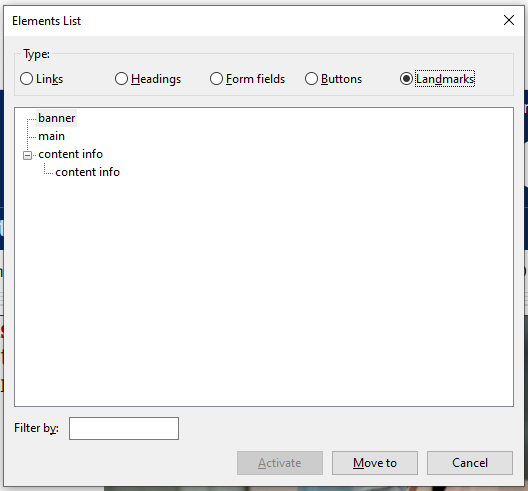 Elements List
Type:
Links Headings Form fields Buttons Landmarks
banner
main
content info
content info
Filter by:
Activate Move to Cancel